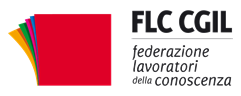 FLC CGIL
federazione
lavoratori
della conoscenza